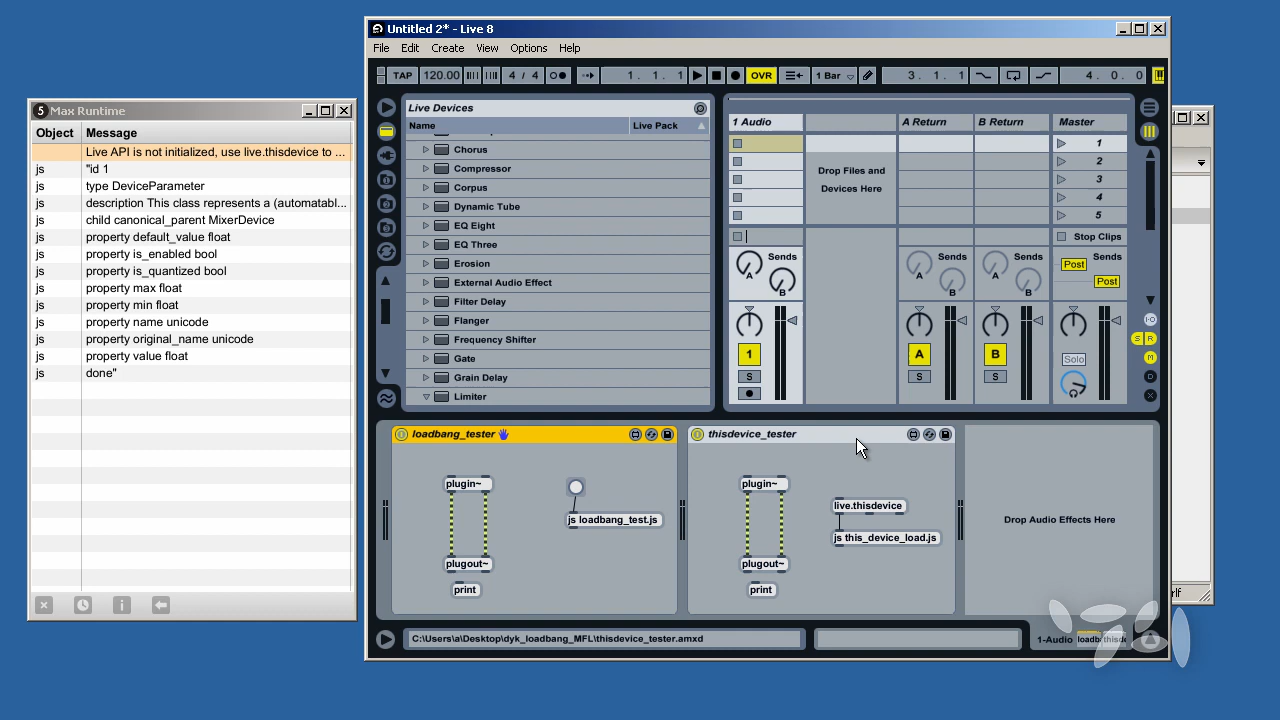 Max Runtime
Object Message
Live API is not initialized, use live.thisdevice to ...
js "id 1
js type DeviceParameter
js description This class represents a (automatabl...
js child canonical_parent MixerDevice
js property default_value float
js property is_enabled bool
js property is_quantized bool
js property max float
js property min float
js property name unicode
js property original_name unicode
js property value float
js done"
Untitled 2* - Live 8
File Edit Create View Options Help
TAP 120.00 4 / 4 1. 1. 1 OVR 1 Bar 3. 1. 1 4. 0. 0
Live Devices
Name Live Pack
Chorus
Compressor
Corpus
Dynamic Tube
EQ Eight
EQ Three
Erosion
External Audio Effect
Filter Delay
Flanger
Frequency Shifter
Gate
Grain Delay
Limiter
1 Audio A Return B Return Master
1
2
3
4
5
Drop Files and
Devices Here
Stop Clips
Sends Sends Sends Sends
A B A B A B
Post
Post
1 A B Solo
S S S
I-O
S R
M
D
X
loadbang_tester
plugin~
js loadbang_test.js
plugout~
print
thisdevice_tester
plugin~
live.thisdevice
js this_device_load.js
plugout~
print
Drop Audio Effects Here
C:\Users\a\Desktop\dyk_loadbang_MFL\thisdevice_tester.amxd
1-Audio loadb thisd